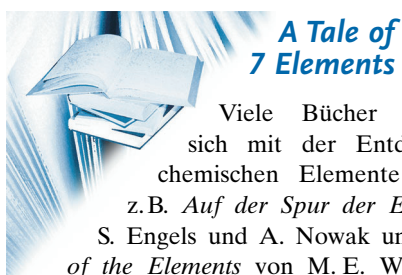 A Tale of
7 Elements
Viele Bücher
sich mit der Entd
chemischen Elemente
z. B. Auf der Spur der E
S. Engels und A. Nowak un
of the Elements von M. E. W